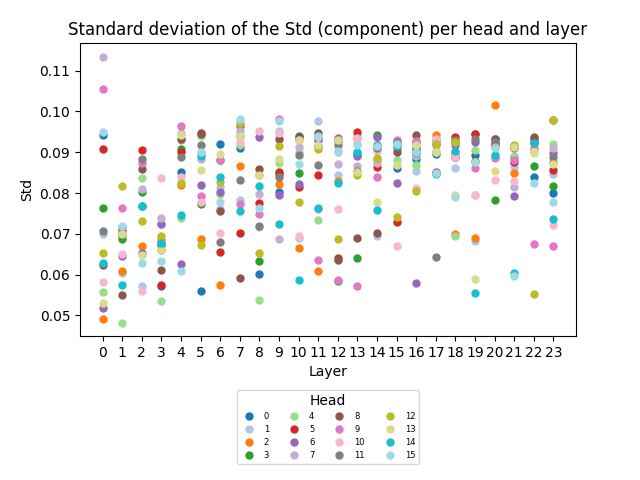 Standard deviation of the Std (component) per head and layer
Std
0.11
0.10
0.09
0.08
0.07
0.06
0.05
0 1 2 3 4 5 6 7 8 9 10 11 12 13 14 15 16 17 18 19 20 21 22 23
Layer
Head
0 4 8 12
1 5 9 13
2 6 10 14
3 7 11 15